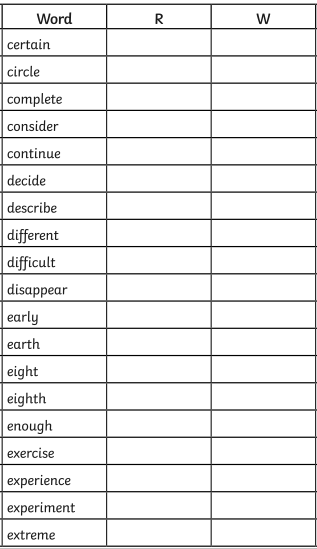 Word R W
certain
circle
complete
consider
continue
decide
describe
different
difficult
disappear
early
earth
eight
eighth
enough
exercise
experience
experiment
extreme